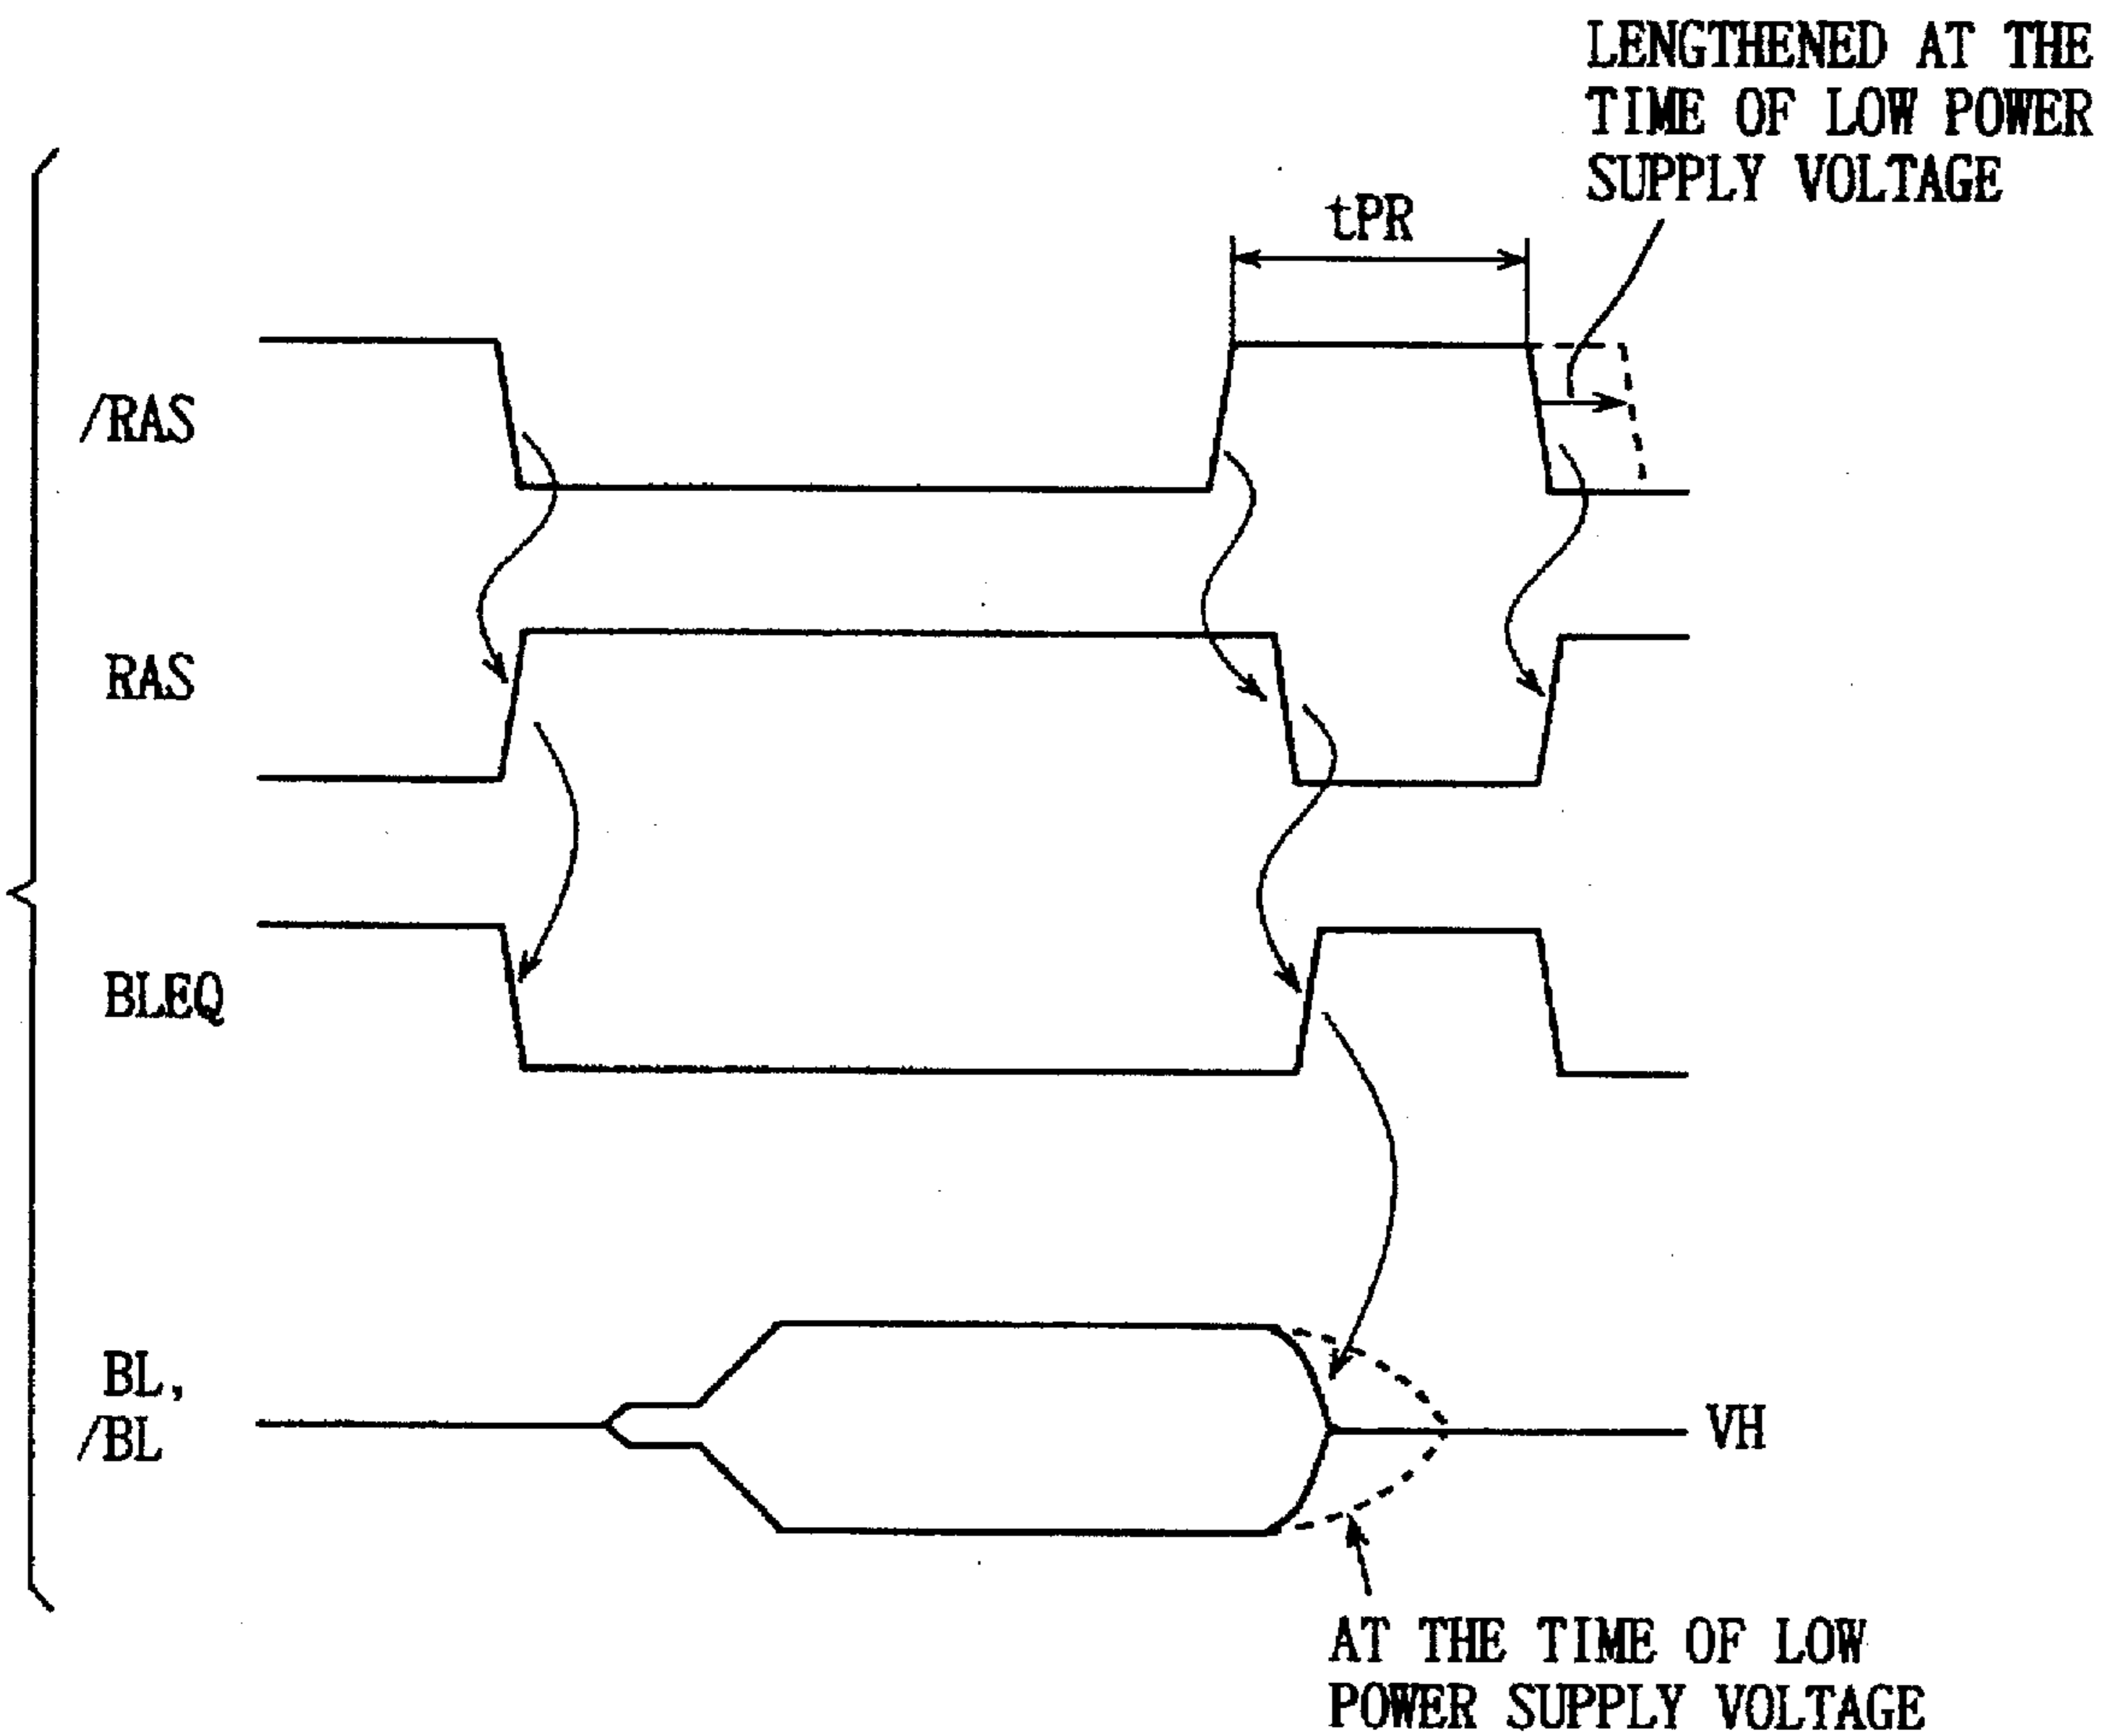 LENGTHENED AT THE
TIME OF LOW POWER
SUPPLY VOLTAGE
tPR
/RAS
RAS
BLEQ
BL,
/BL
VH
AT THE TIME OF LOW
POWER SUPPLY VOLTAGE